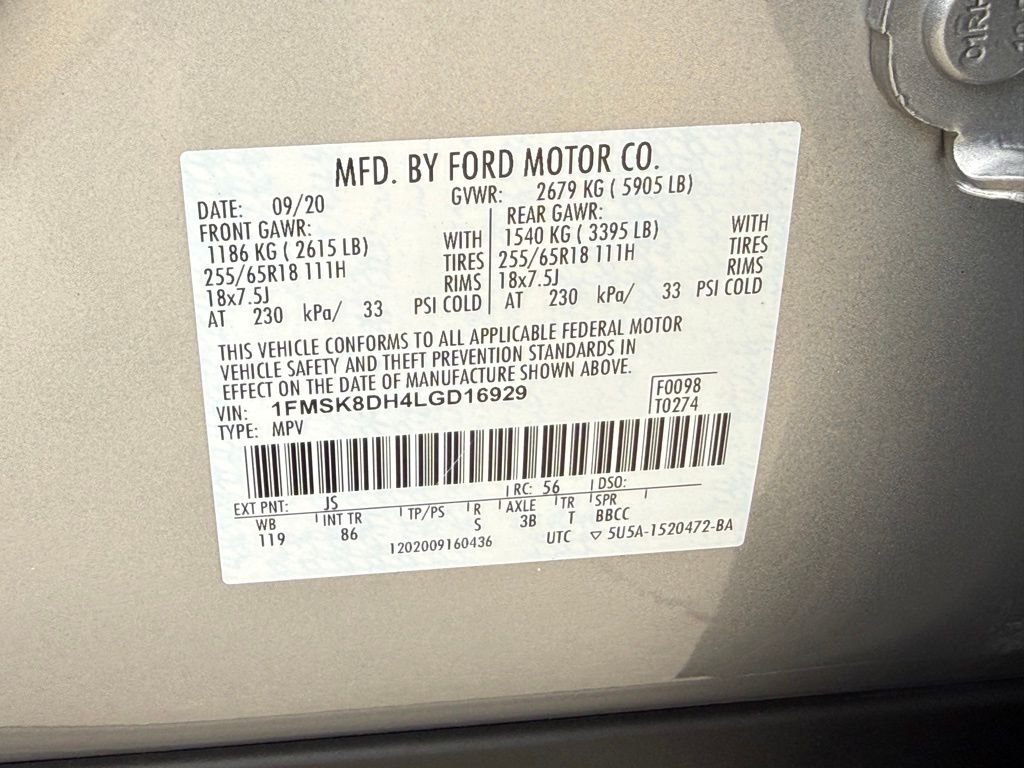 01RH
MFD. BY FORD MOTOR CO.
DATE: 09/20 GVWR: 2679 KG ( 5905 LB)
FRONT GAWR: REAR GAWR:
1186 KG ( 2615 LB) WITH 1540 KG ( 3395 LB) WITH
255/65R18 111H TIRES 255/65R18 111H TIRES
18x7.5J RIMS 18x7.5J RIMS
AT 230 kPa/ 33 PSI COLD AT 230 kPa/ 33 PSI COLD
THIS VEHICLE CONFORMS TO ALL APPLICABLE FEDERAL MOTOR
VEHICLE SAFETY AND THEFT PREVENTION STANDARDS IN
EFFECT ON THE DATE OF MANUFACTURE SHOWN ABOVE.
VIN: 1FMSK8DH4LGD16929 F0098
TYPE: MPV T0274
EXT PNT: JS RC: 56 DSO:
WB INT TR TP/PS R AXLE TR SPR
119 86 S 3B T BBCC
1202009160436 UTC ▽ 5U5A-1520472-BA